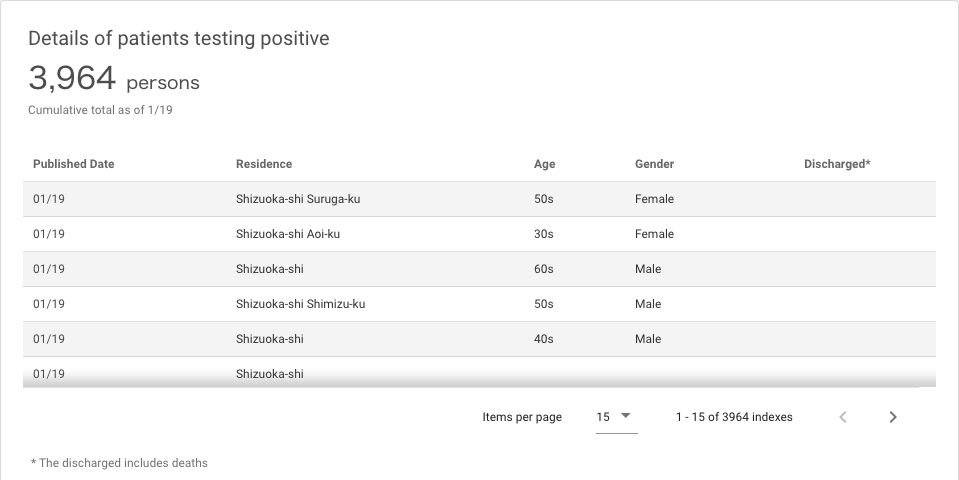 Details of patients testing positive
3,964 persons
Cumulative total as of 1/19
Published Date Residence Age Gender Discharged*
01/19 Shizuoka-shi Suruga-ku 50s Female
01/19 Shizuoka-shi Aoi-ku 30s Female
01/19 Shizuoka-shi 60s Male
01/19 Shizuoka-shi Shimizu-ku 50s Male
01/19 Shizuoka-shi 40s Male
01/19 Shizuoka-shi
Items per page 15 1 - 15 of 3964 indexes
* The discharged includes deaths